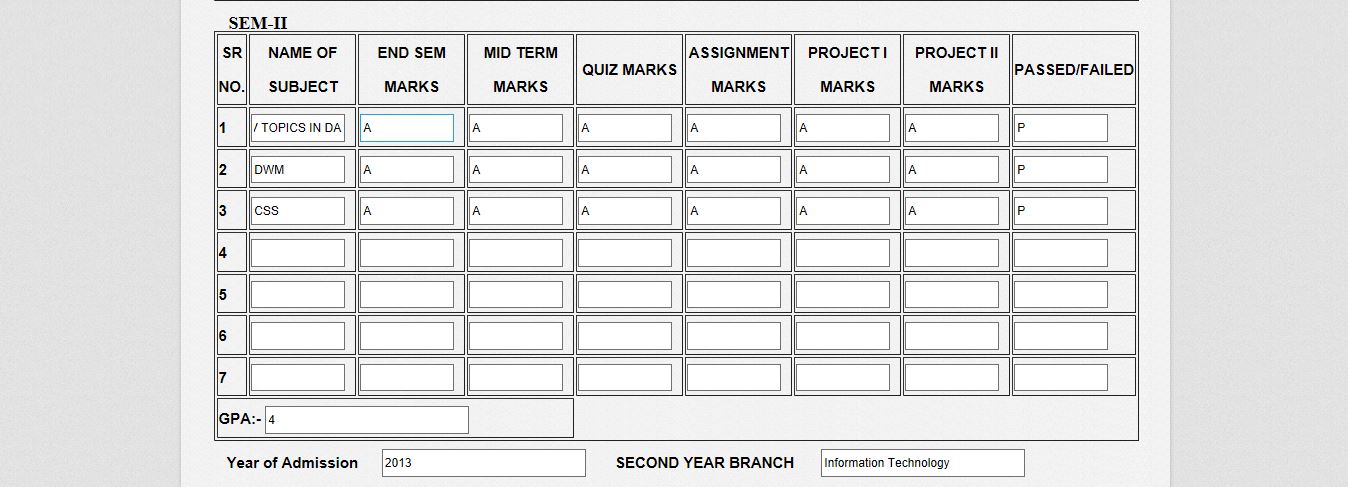 SEM-II
SR NO. NAME OF SUBJECT END SEM MARKS MID TERM MARKS QUIZ MARKS ASSIGNMENT MARKS PROJECT I MARKS PROJECT II MARKS PASSED/FAILED
1 / TOPICS IN DA A A A A A A P
2 DWM A A A A A A P
3 CSS A A A A A A P
4
5
6
7
GPA:- 4
Year of Admission 2013 SECOND YEAR BRANCH Information Technology